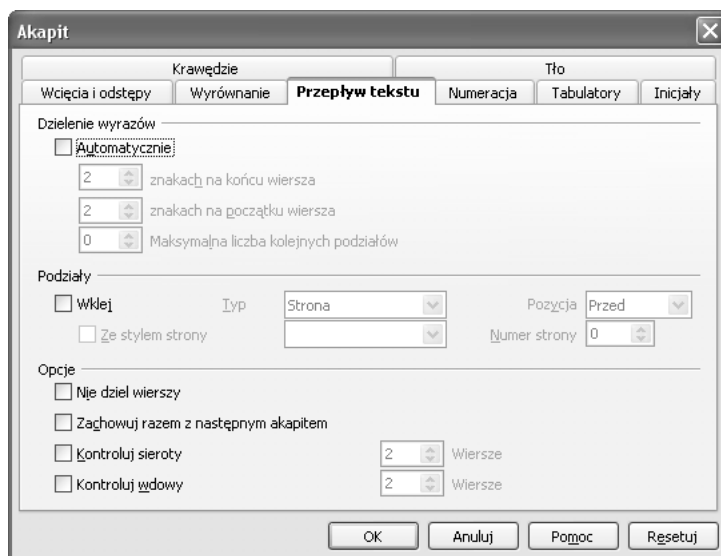 Akapit
Krawędzie Tło
Wcięcia i odstępy Wyrównanie Przepływ tekstu Numeracja Tabulatory Inicjały
Dzielenie wyrazów
Automatycznie
2 znakach na końcu wiersza
2 znakach na początku wiersza
0 Maksymalna liczba kolejnych podziałów
Podziały
Wklej Typ Strona Pozycja Przed
Ze stylem strony Numer strony 0
Opcje
Nie dziel wierszy
Zachowuj razem z następnym akapitem
Kontroluj sieroty 2 Wiersze
Kontroluj wdowy 2 Wiersze
OK Anuluj Pomoc Resetuj